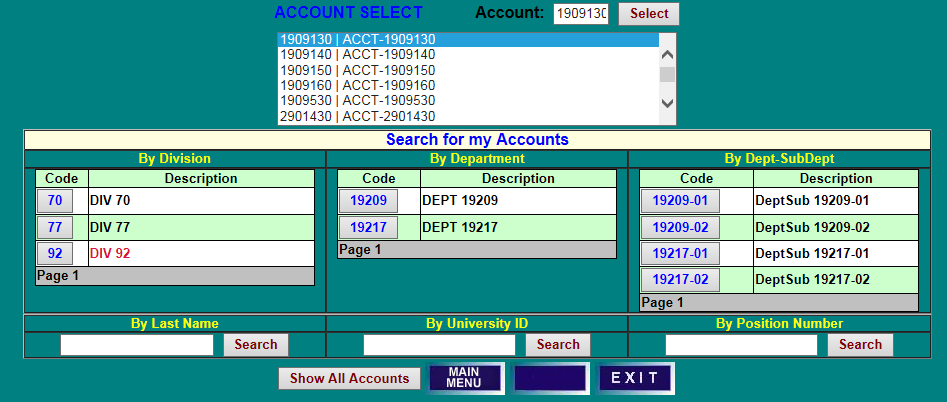 ACCOUNT SELECT Account: 1909130 Select
1909130 | ACCT-1909130
1909140 | ACCT-1909140
1909150 | ACCT-1909150
1909160 | ACCT-1909160
1909530 | ACCT-1909530
2901430 | ACCT-2901430
Search for my Accounts
By Division By Department By Dept-SubDept
Code Description Code Description Code Description
70 DIV 70 19209 DEPT 19209 19209-01 DeptSub 19209-01
77 DIV 77 19217 DEPT 19217 19209-02 DeptSub 19209-02
92 DIV 92 Page 1 19217-01 DeptSub 19217-01
Page 1 19217-02 DeptSub 19217-02
Page 1
By Last Name By University ID By Position Number
Search Search Search
Show All Accounts MAIN MENU EXIT